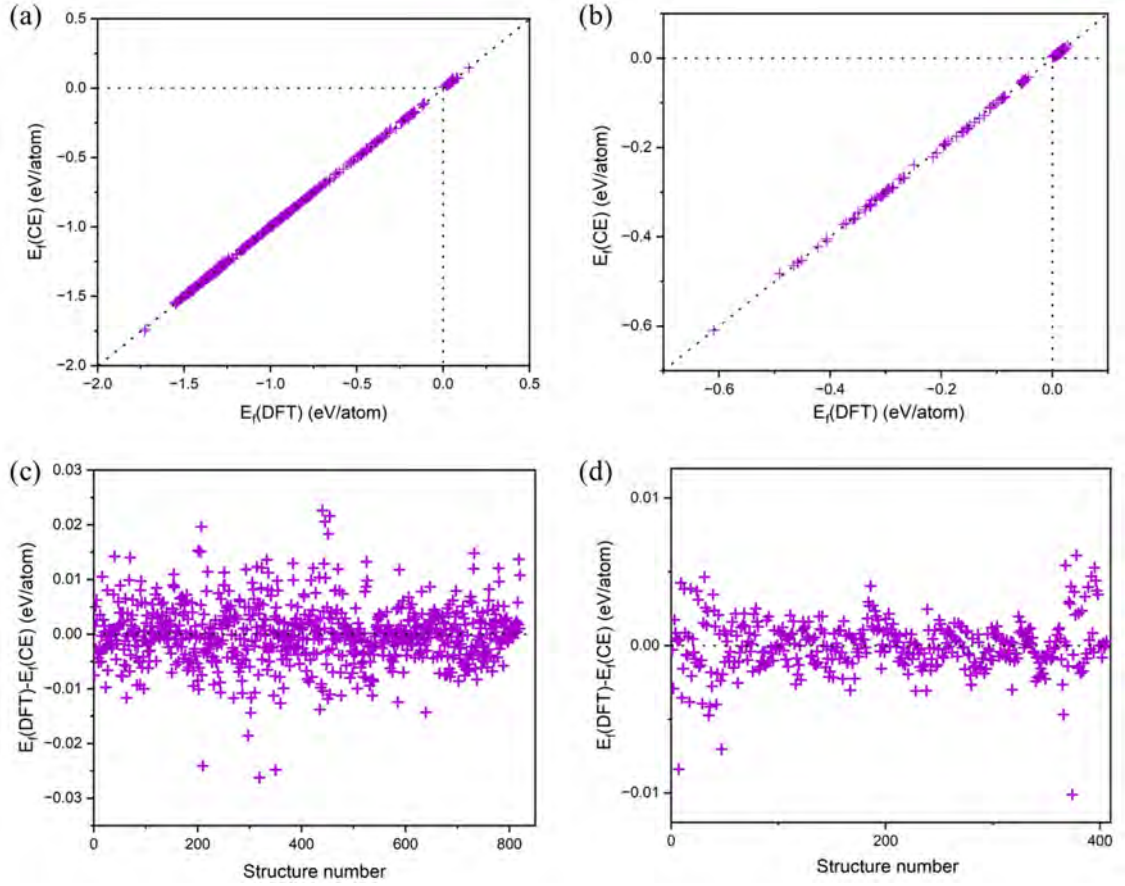 (a)
0.5
0.0
−0.5
−1.0
−1.5
−2.0
E_f(CE) (eV/atom)
−2.0 −1.5 −1.0 −0.5 0.0 0.5
E_f(DFT) (eV/atom)
(b)
0.0
−0.2
−0.4
−0.6
E_f(CE) (eV/atom)
−0.6 −0.4 −0.2 0.0
E_f(DFT) (eV/atom)
(c)
0.03
0.02
0.01
0.00
−0.01
−0.02
−0.03
E_f(DFT)-E_f(CE) (eV/atom)
0 200 400 600 800
Structure number
(d)
0.01
0.00
−0.01
E_f(DFT)-E_f(CE) (eV/atom)
0 200 400
Structure number